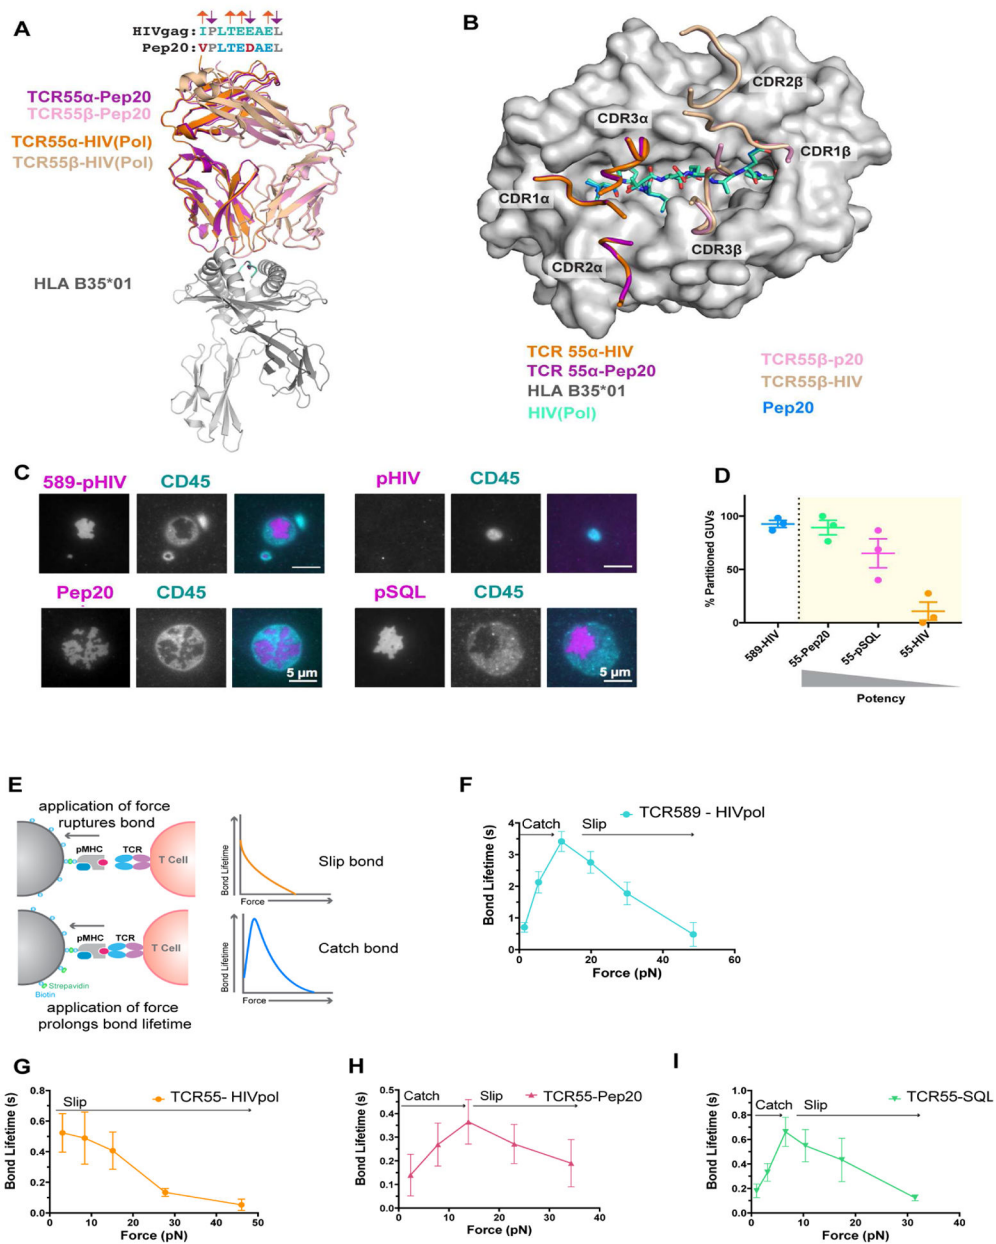 A
HIVgag: IPLTEEAEL
Pep20: VPLTEDAEL
TCR55α-Pep20
TCR55β-Pep20
TCR55α-HIV(Pol)
TCR55β-HIV(Pol)
HLA B35*01
B
CDR2β
CDR3α
CDR1β
CDR1α
CDR3β
CDR2α
TCR 55α-HIV
TCR 55α-Pep20
HLA B35*01
HIV(Pol)
TCR55β-p20
TCR55β-HIV
Pep20
C
589-pHIV CD45
pHIV CD45
Pep20 CD45
5 μm
pSQL CD45
5 μm
D
% Partitioned GUVs
100
50
0
589-HIV
55-Pep20
55-pSQL
55-HIV
Potency
E
application of force
ruptures bond
pMHC TCR
T Cell
Bond Lifetime
Force
Slip bond
pMHC TCR
T Cell
Strepavidin
Biotin
application of force
prolongs bond lifetime
Bond Lifetime
Force
Catch bond
F
TCR589 - HIVpol
Catch Slip
Bond Lifetime (s)
5
4
3
2
1
0
0 20 40 60
Force (pN)
G
TCR55- HIVpol
Slip
Bond Lifetime (s)
0.8
0.6
0.4
0.2
0.0
0 10 20 30 40 50
Force (pN)
H
TCR55-Pep20
Catch Slip
Bond Lifetime (s)
0.5
0.4
0.3
0.2
0.1
0.0
0 10 20 30 40
Force (pN)
I
TCR55-SQL
Catch Slip
Bond Lifetime (s)
1.0
0.8
0.6
0.4
0.2
0.0
0 10 20 30 40
Force (pN)